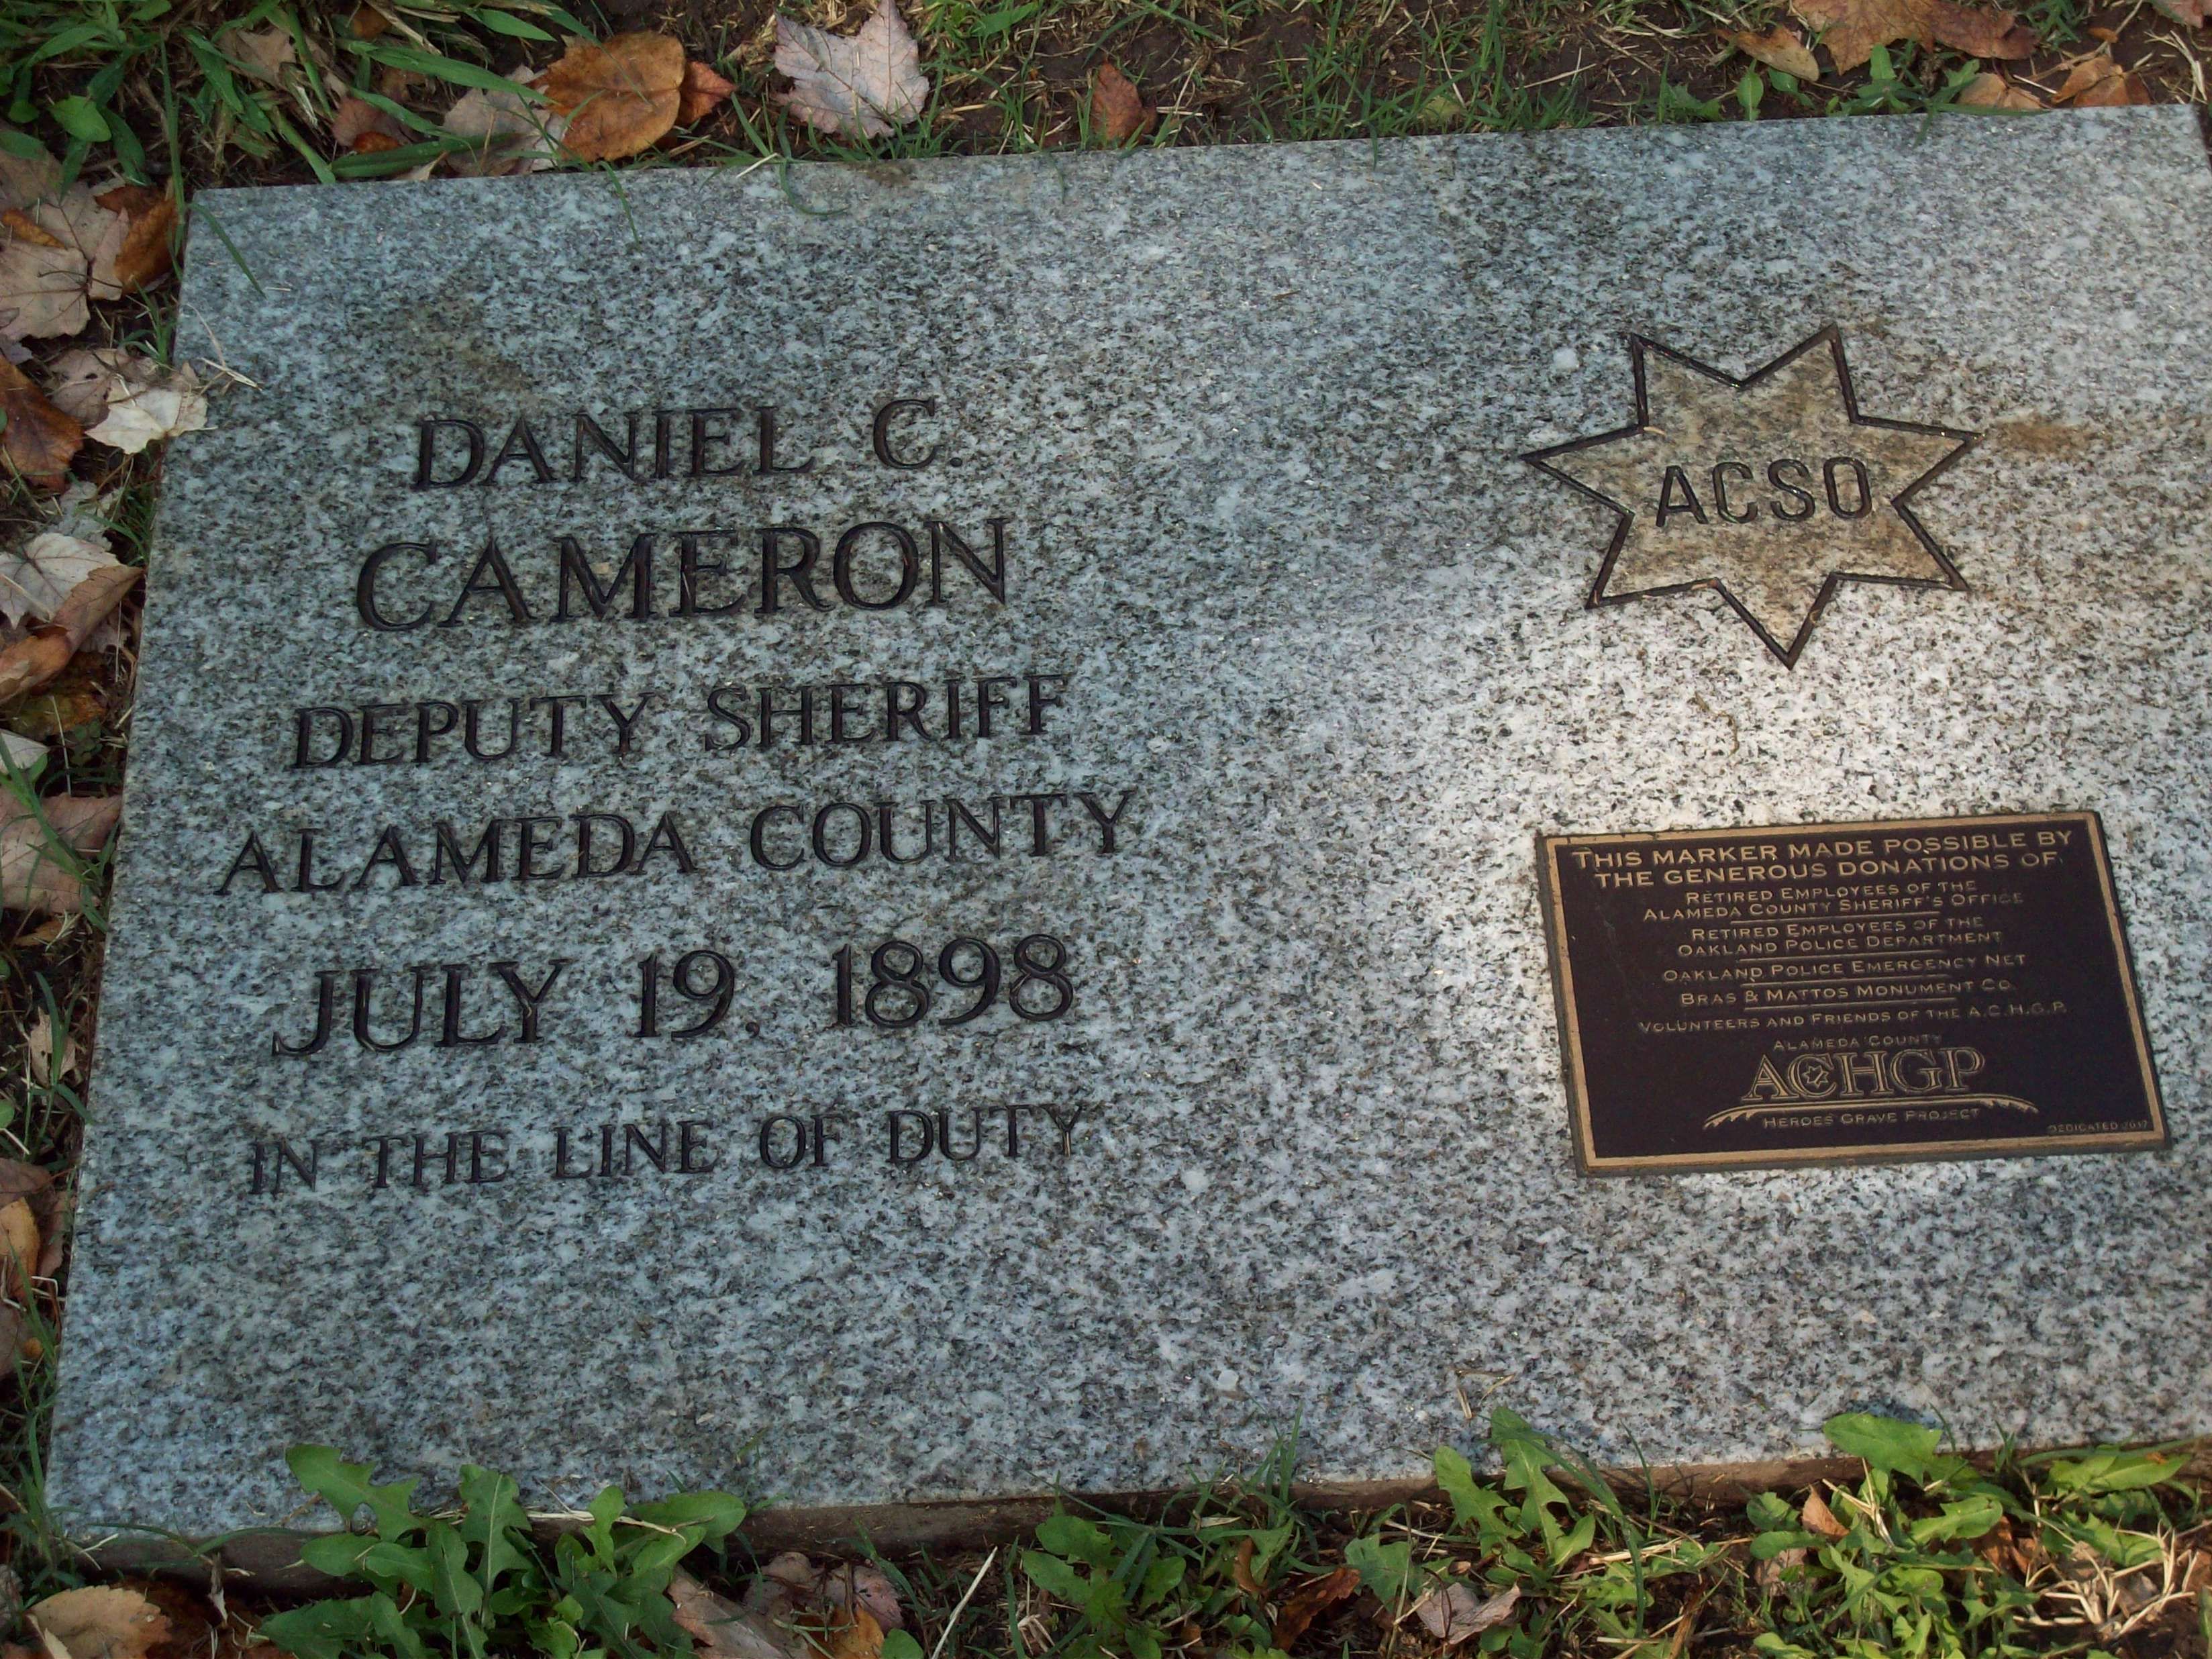 DANIEL C.
CAMERON
DEPUTY SHERIFF
ALAMEDA COUNTY
JULY 19, 1898
IN THE LINE OF DUTY
ACSO
THIS MARKER MADE POSSIBLE BY
THE GENEROUS DONATIONS OF
RETIRED EMPLOYEES OF THE
ALAMEDA COUNTY SHERIFF'S OFFICE
RETIRED EMPLOYEES OF THE
OAKLAND POLICE DEPARTMENT
OAKLAND POLICE EMERGENCY NET
BRAS & MATTOS MONUMENT CO.
VOLUNTEERS AND FRIENDS OF THE A.C.H.G.P.
ALAMEDA COUNTY
ACHGP
HEROES GRAVE PROJECT
DEDICATED